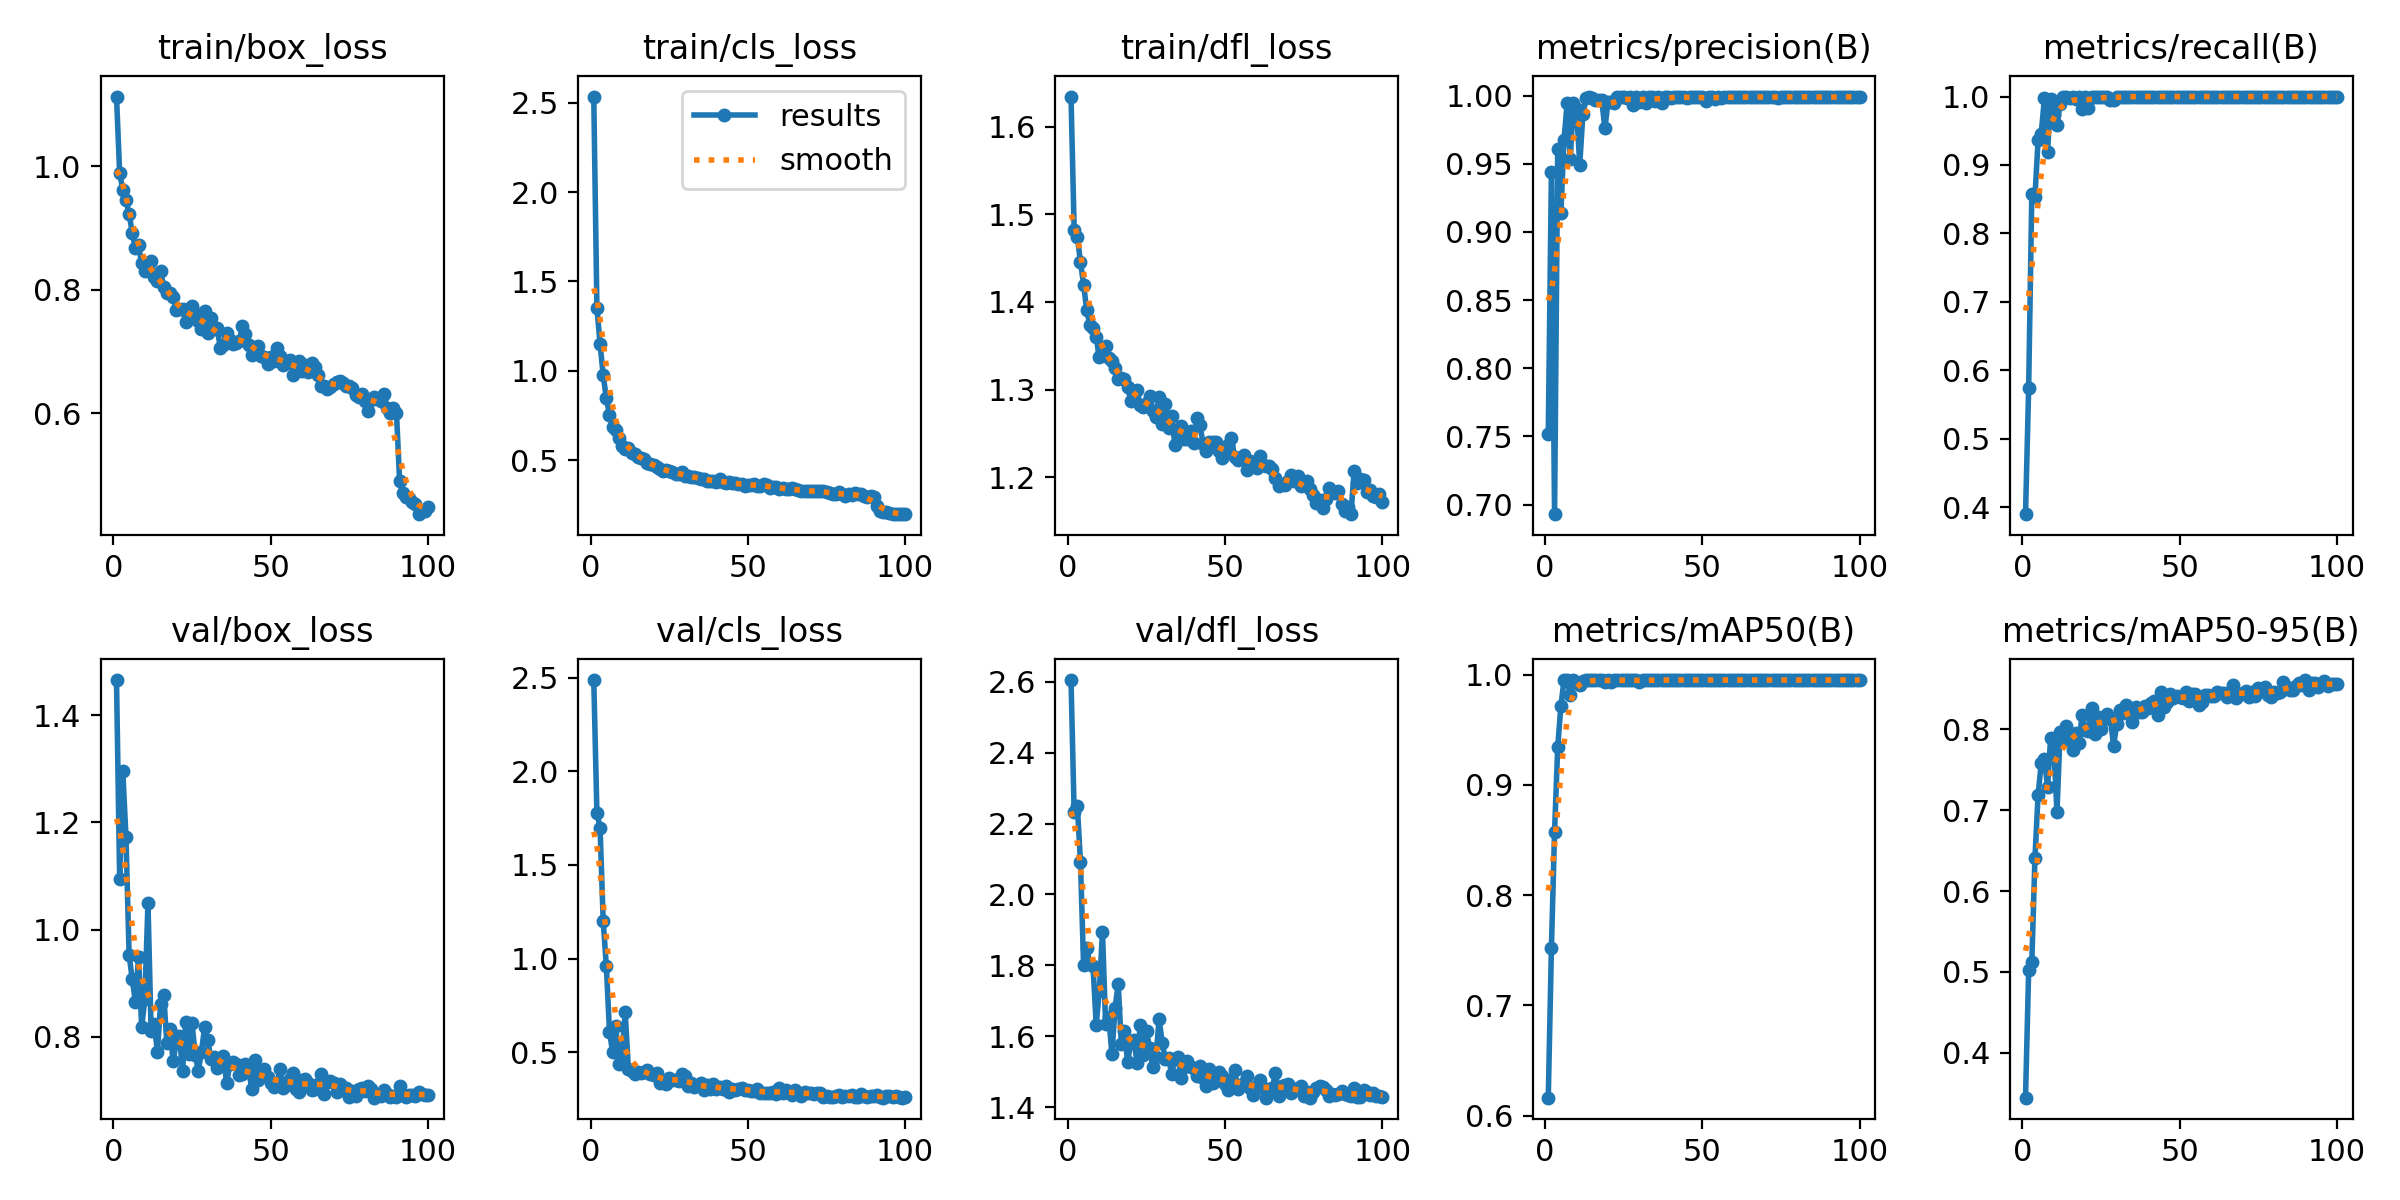 train/box_loss
1.0
0.8
0.6
0 50 100
train/cls_loss
results
smooth
2.5
2.0
1.5
1.0
0.5
0 50 100
train/dfl_loss
1.6
1.5
1.4
1.3
1.2
0 50 100
metrics/precision(B)
1.00
0.95
0.90
0.85
0.80
0.75
0.70
0 50 100
metrics/recall(B)
1.0
0.9
0.8
0.7
0.6
0.5
0.4
0 50 100
val/box_loss
1.4
1.2
1.0
0.8
0 50 100
val/cls_loss
2.5
2.0
1.5
1.0
0.5
0 50 100
val/dfl_loss
2.6
2.4
2.2
2.0
1.8
1.6
1.4
0 50 100
metrics/mAP50(B)
1.0
0.9
0.8
0.7
0.6
0 50 100
metrics/mAP50-95(B)
0.8
0.7
0.6
0.5
0.4
0 50 100